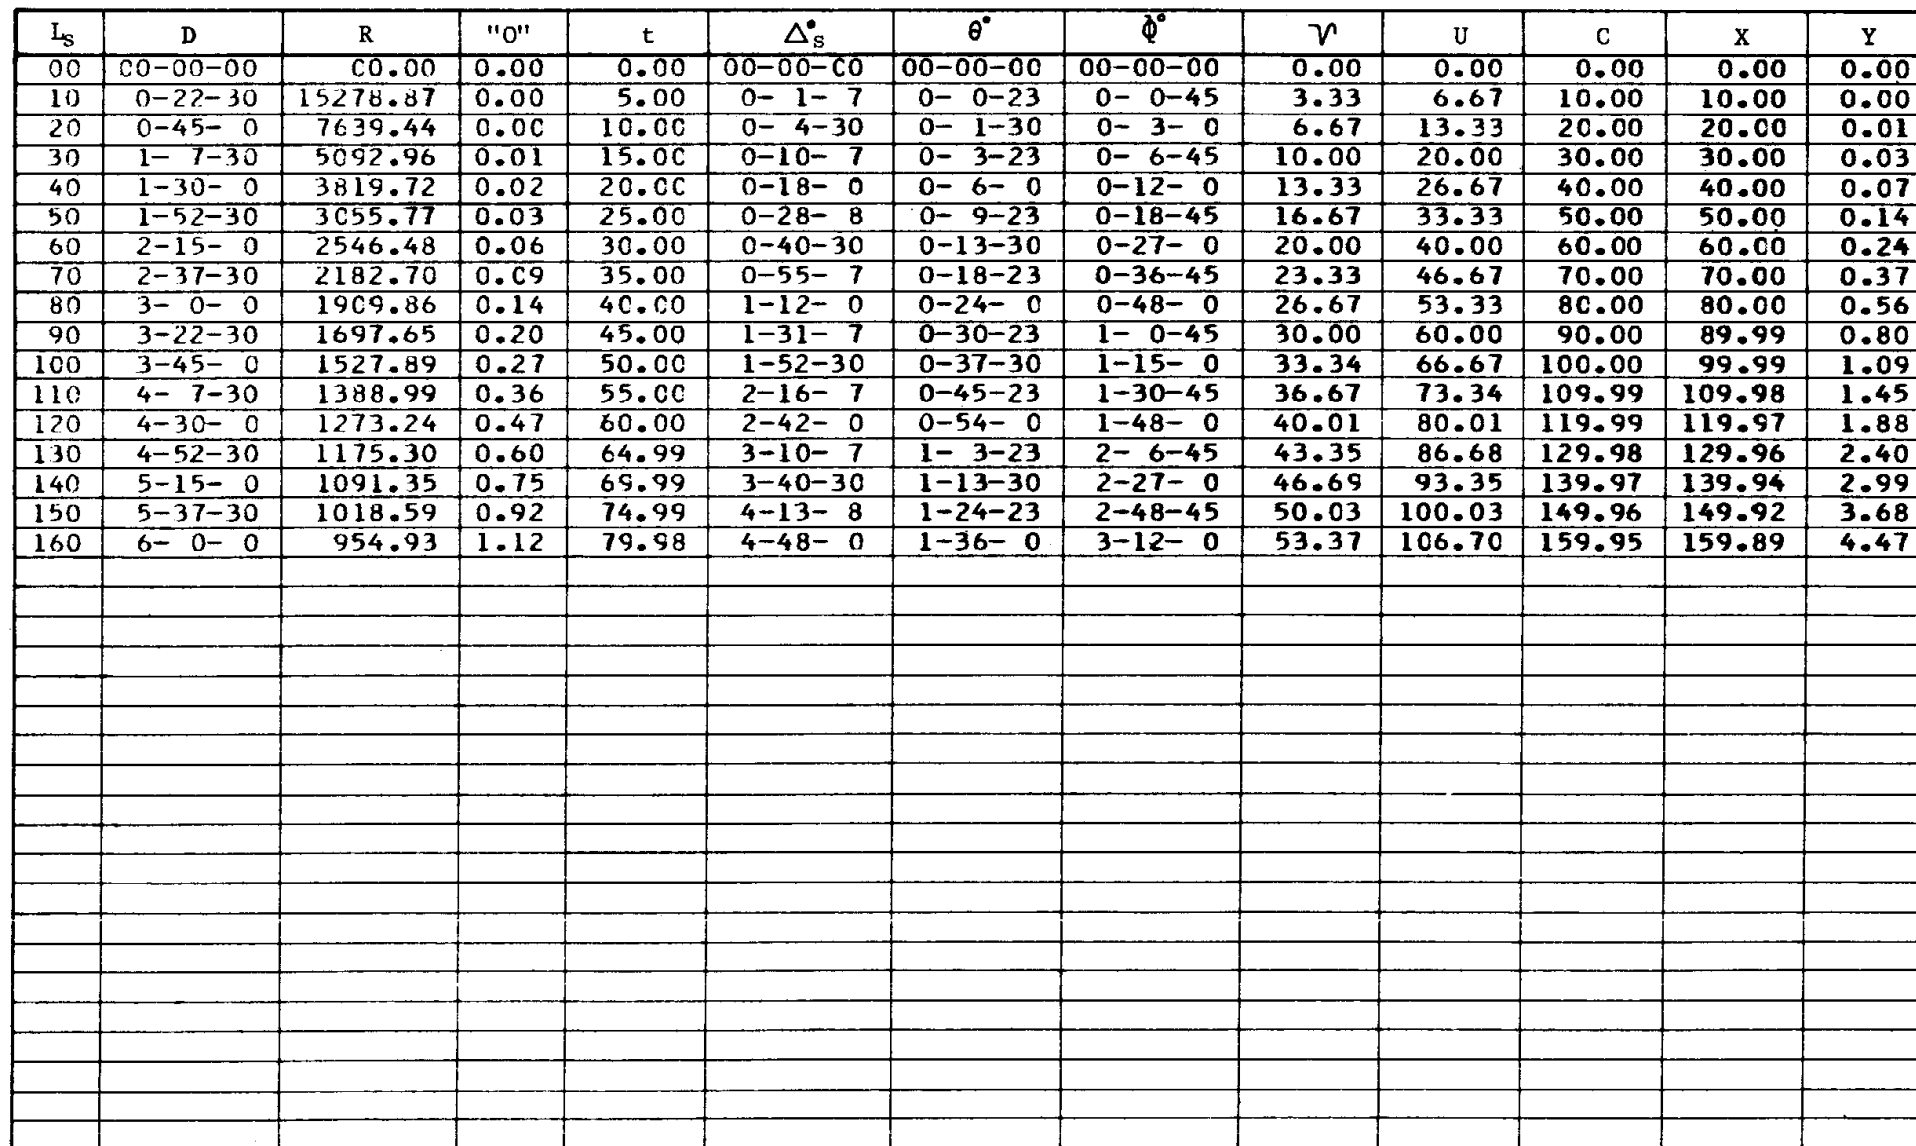 Ls D R "O" t Δ°s θ° Φ° V U C X Y
00 C0-00-00 C0.00 0.00 0.00 00-00-C0 00-00-00 00-00-00 0.00 0.00 0.00 0.00 0.00
10 0-22-30 15278.87 0.00 5.00 0- 1- 7 0- 0-23 0- 0-45 3.33 6.67 10.00 10.00 0.00
20 0-45- 0 7639.44 0.0C 10.0C 0- 4-30 0- 1-30 0- 3- 0 6.67 13.33 20.00 20.00 0.01
30 1- 7-30 5092.96 0.01 15.0C 0-10- 7 0- 3-23 0- 6-45 10.00 20.00 30.00 30.00 0.03
40 1-30- 0 3819.72 0.02 20.0C 0-18- 0 0- 6- 0 0-12- 0 13.33 26.67 40.00 40.00 0.07
50 1-52-30 3055.77 0.03 25.00 0-28- 8 0- 9-23 0-18-45 16.67 33.33 50.00 50.00 0.14
60 2-15- 0 2546.48 0.06 30.00 0-40-30 0-13-30 0-27- 0 20.00 40.00 60.00 60.00 0.24
70 2-37-30 2182.70 0.C9 35.00 0-55- 7 0-18-23 0-36-45 23.33 46.67 70.00 70.00 0.37
80 3- 0- 0 1909.86 0.14 40.00 1-12- 0 0-24- 0 0-48- 0 26.67 53.33 80.00 80.00 0.56
90 3-22-30 1697.65 0.20 45.00 1-31- 7 0-30-23 1- 0-45 30.00 60.00 90.00 89.99 0.80
100 3-45- 0 1527.89 0.27 50.0C 1-52-30 0-37-30 1-15- 0 33.34 66.67 100.00 99.99 1.09
110 4- 7-30 1388.99 0.36 55.0C 2-16- 7 0-45-23 1-30-45 36.67 73.34 109.99 109.98 1.45
120 4-30- 0 1273.24 0.47 60.00 2-42- 0 0-54- 0 1-48- 0 40.01 80.01 119.99 119.97 1.88
130 4-52-30 1175.30 0.60 64.99 3-10- 7 1- 3-23 2- 6-45 43.35 86.68 129.98 129.96 2.40
140 5-15- 0 1091.35 0.75 69.99 3-40-30 1-13-30 2-27- 0 46.69 93.35 139.97 139.94 2.99
150 5-37-30 1018.59 0.92 74.99 4-13- 8 1-24-23 2-48-45 50.03 100.03 149.96 149.92 3.68
160 6- 0- 0 954.93 1.12 79.98 4-48- 0 1-36- 0 3-12- 0 53.37 106.70 159.95 159.89 4.47